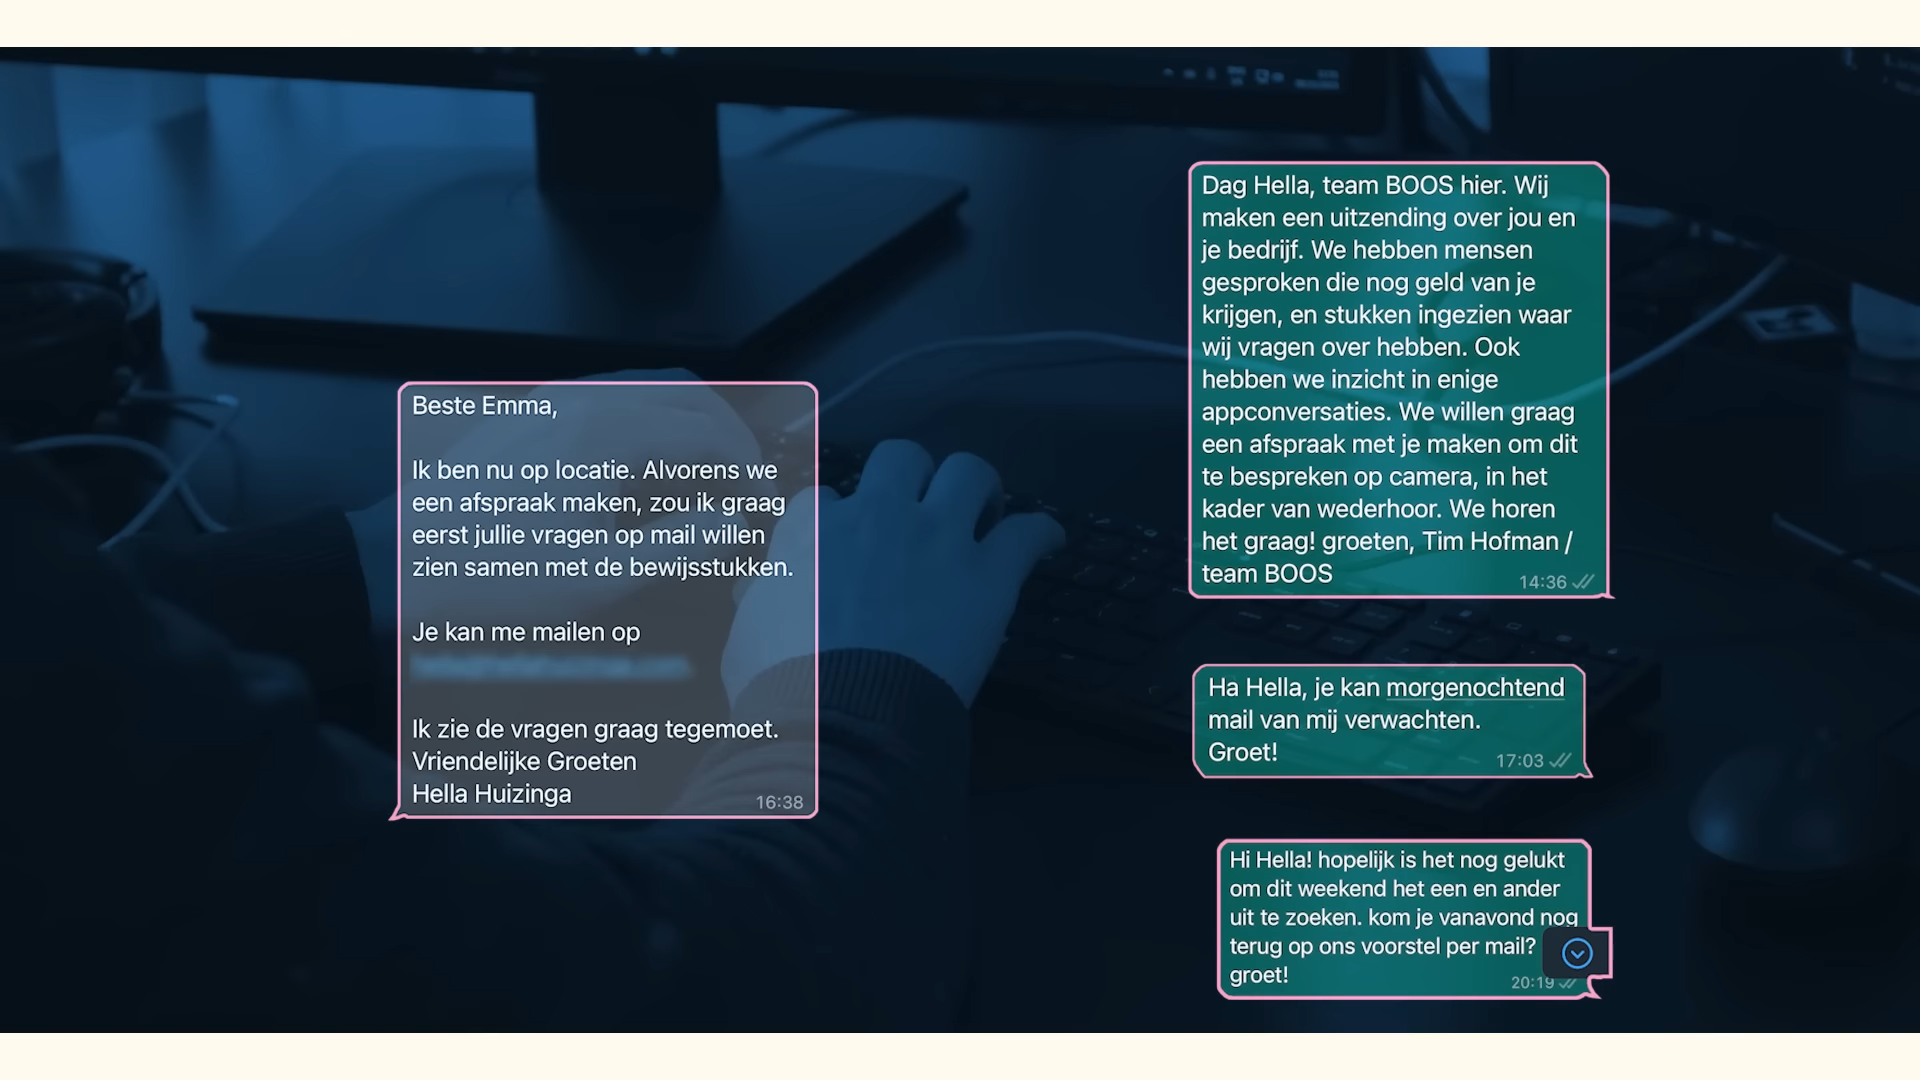 Dag Hella, team BOOS hier. Wij
maken een uitzending over jou en
je bedrijf. We hebben mensen
gesproken die nog geld van je
krijgen, en stukken ingezien waar
wij vragen over hebben. Ook
hebben we inzicht in enige
appconversaties. We willen graag
een afspraak met je maken om dit
te bespreken op camera, in het
kader van wederhoor. We horen
het graag! groeten, Tim Hofman /
team BOOS
14:36
Beste Emma,
Ik ben nu op locatie. Alvorens we
een afspraak maken, zou ik graag
eerst jullie vragen op mail willen
zien samen met de bewijsstukken.
Je kan me mailen op
Ik zie de vragen graag tegemoet.
Vriendelijke Groeten
Hella Huizinga
16:38
Ha Hella, je kan morgenochtend
mail van mij verwachten.
Groet!
17:03
Hi Hella! hopelijk is het nog gelukt
om dit weekend het een en ander
uit te zoeken. kom je vanavond nog
terug op ons voorstel per mail?
groet!
20:19